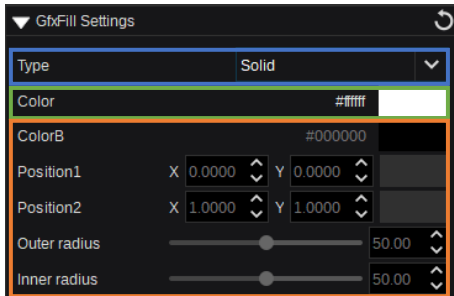 GfxFill Settings
Type Solid
Color #ffffff
ColorB #000000
Position1 X 0.0000 Y 0.0000
Position2 X 1.0000 Y 1.0000
Outer radius 50.00
Inner radius 50.00